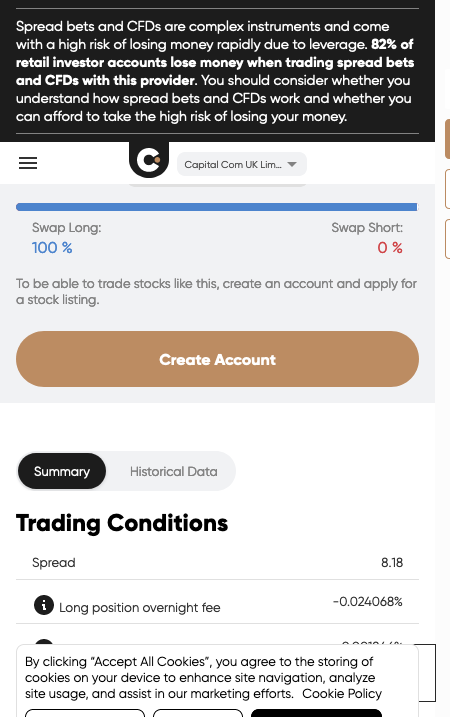 Spread bets and CFDs are complex instruments and come
with a high risk of losing money rapidly due to leverage. 82% of
retail investor accounts lose money when trading spread bets
and CFDs with this provider. You should consider whether you
understand how spread bets and CFDs work and whether you
can afford to take the high risk of losing your money.
Capital Com UK Lim...
Swap Long:
Swap Short:
100 %
0 %
To be able to trade stocks like this, create an account and apply for
a stock listing.
Create Account
Summary
Historical Data
Trading Conditions
Spread
8.18
Long position overnight fee
-0.024068%
By clicking “Accept All Cookies”, you agree to the storing of
cookies on your device to enhance site navigation, analyze
site usage, and assist in our marketing efforts. Cookie Policy